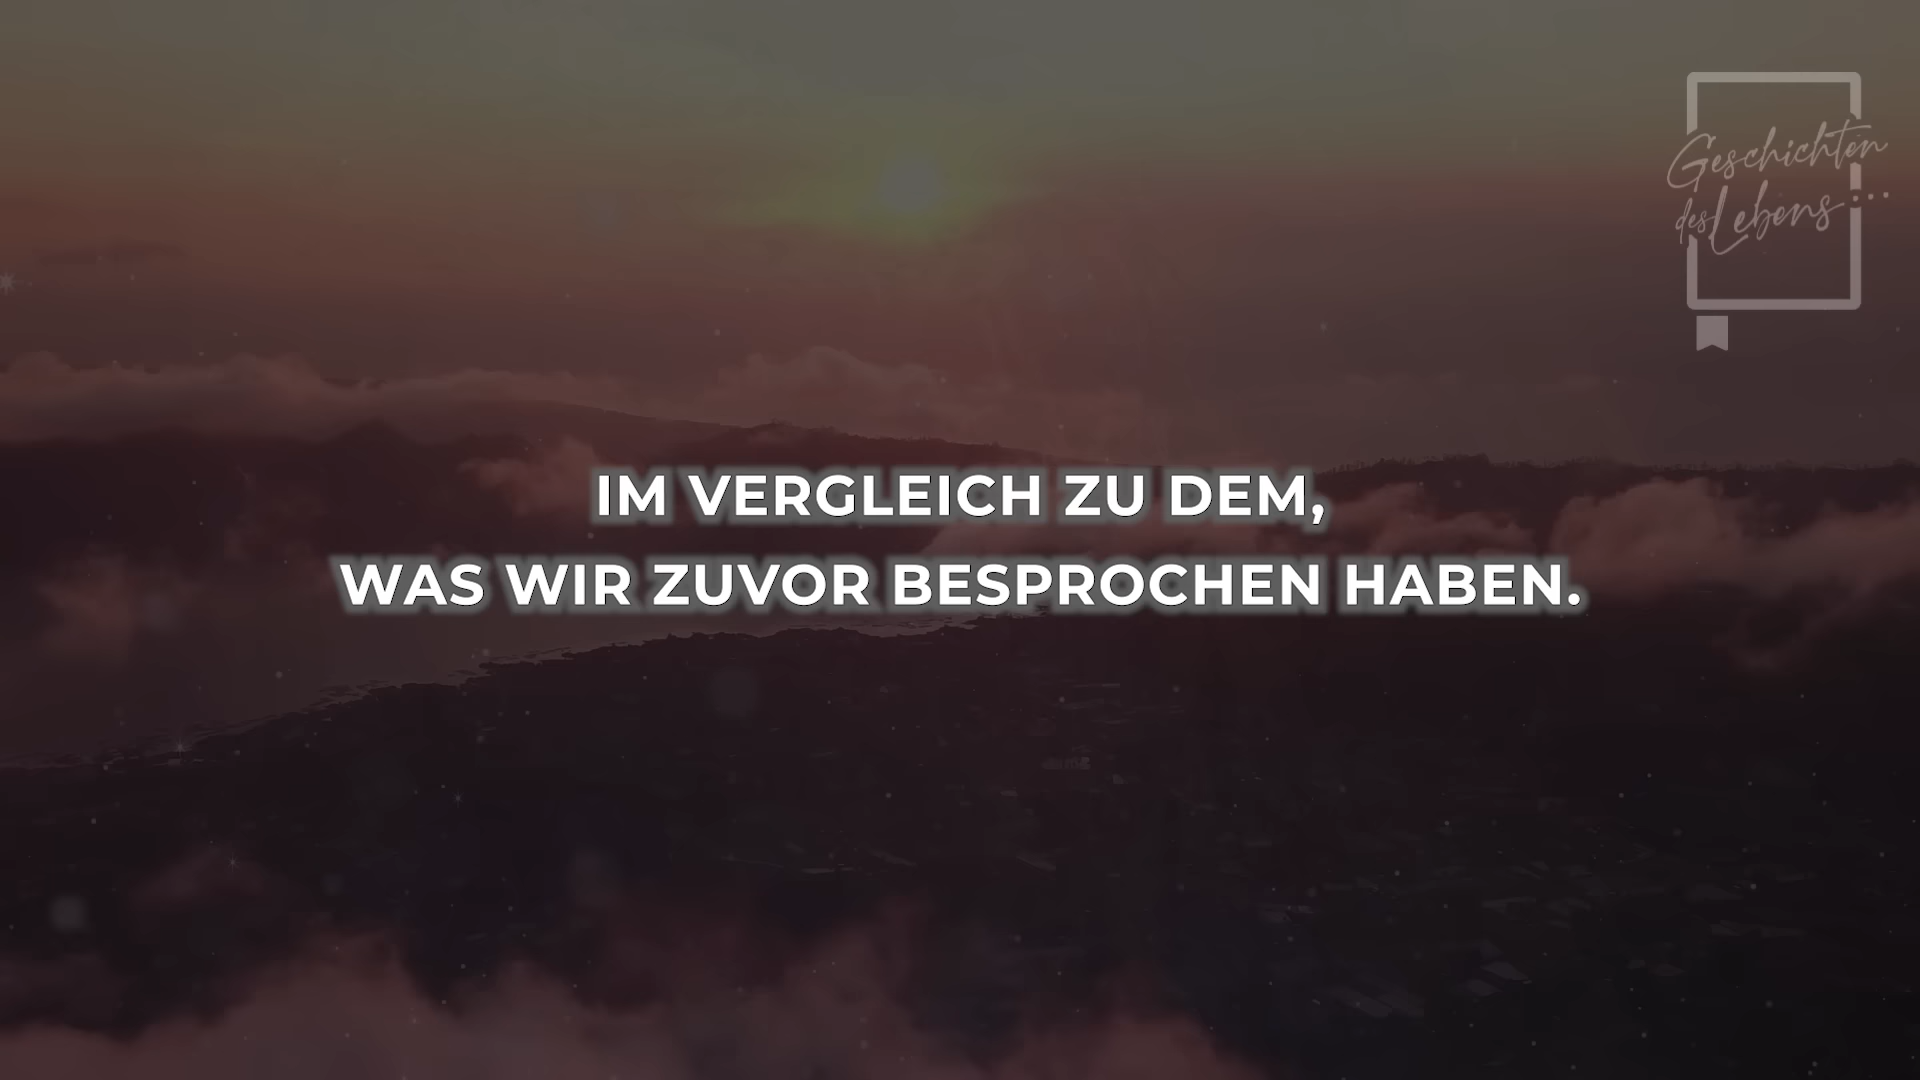 Geschichten
des Lebens...
IM VERGLEICH ZU DEM,
WAS WIR ZUVOR BESPROCHEN HABEN.